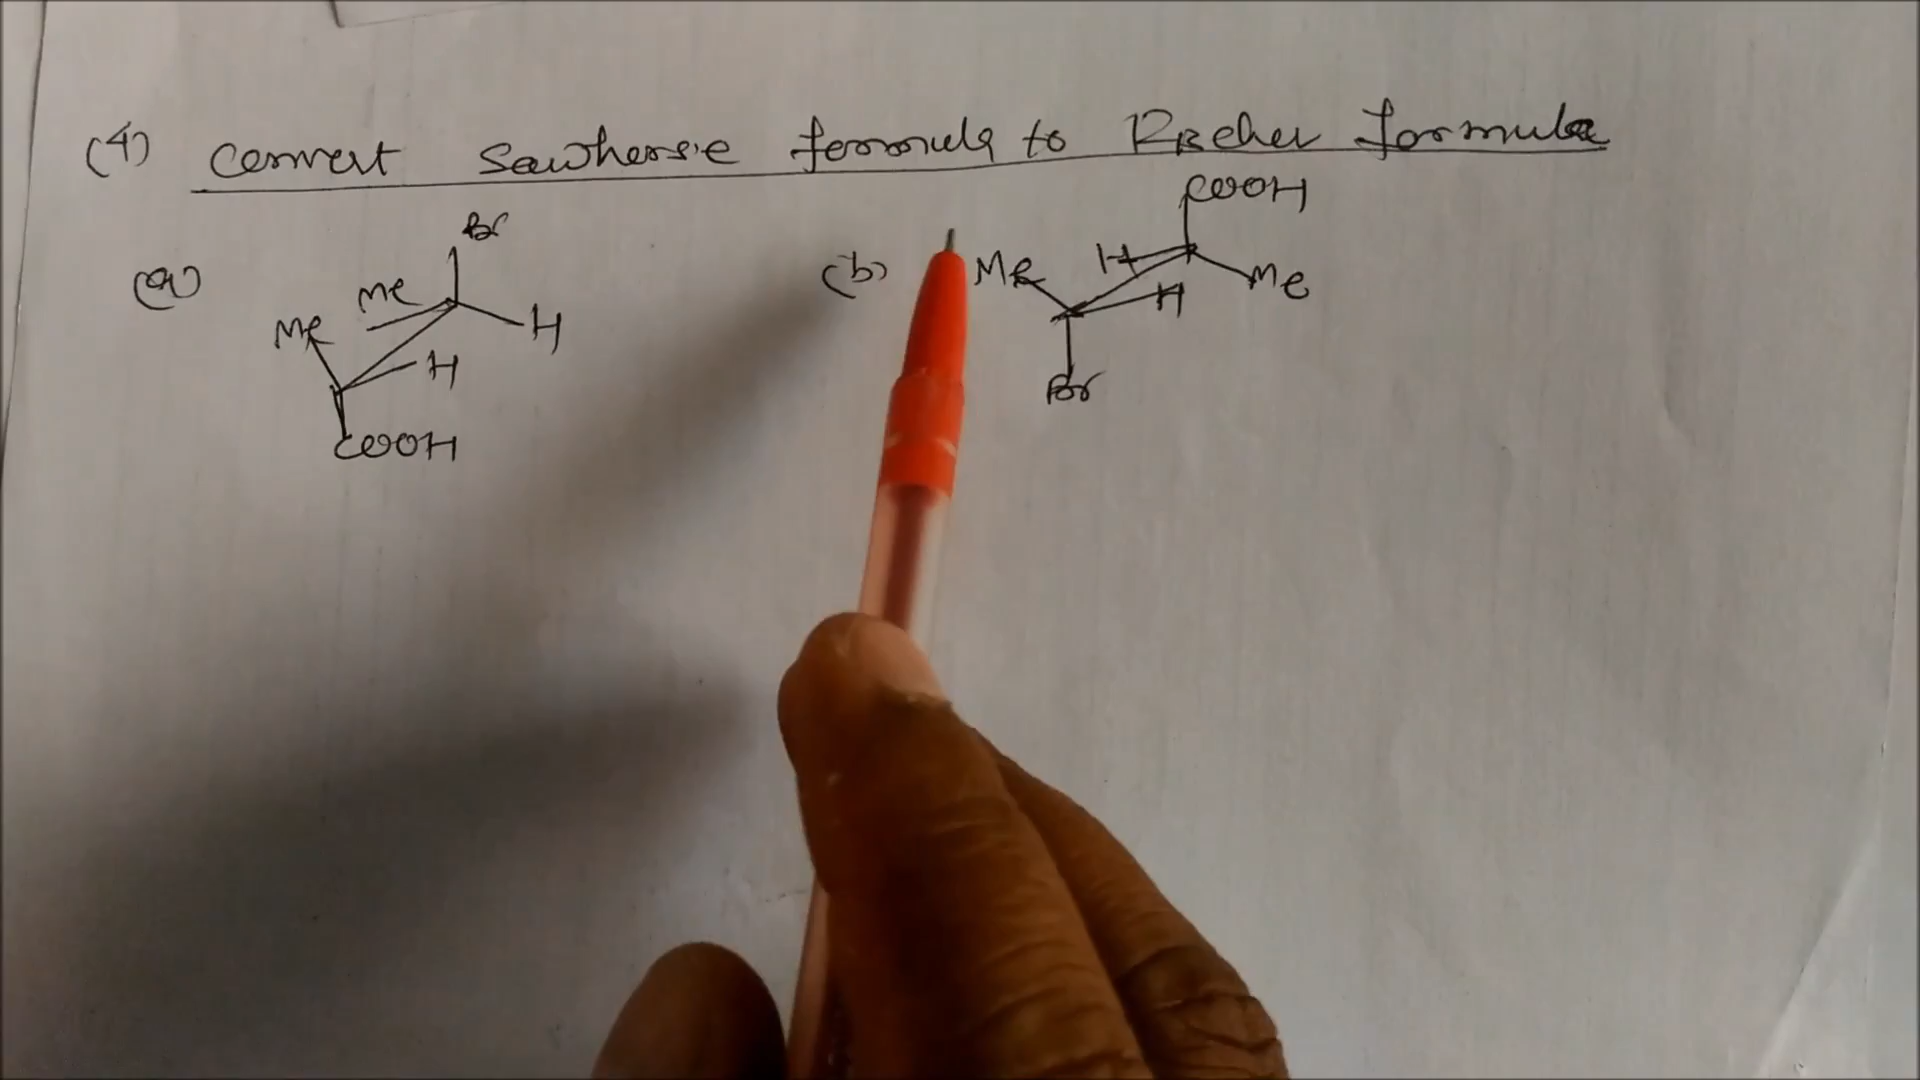 (4) convert sawhorse formula to Fischer formula
(a) Br
Me
Me H
H
COOH
(b) COOH
Me H
Me
H
Br